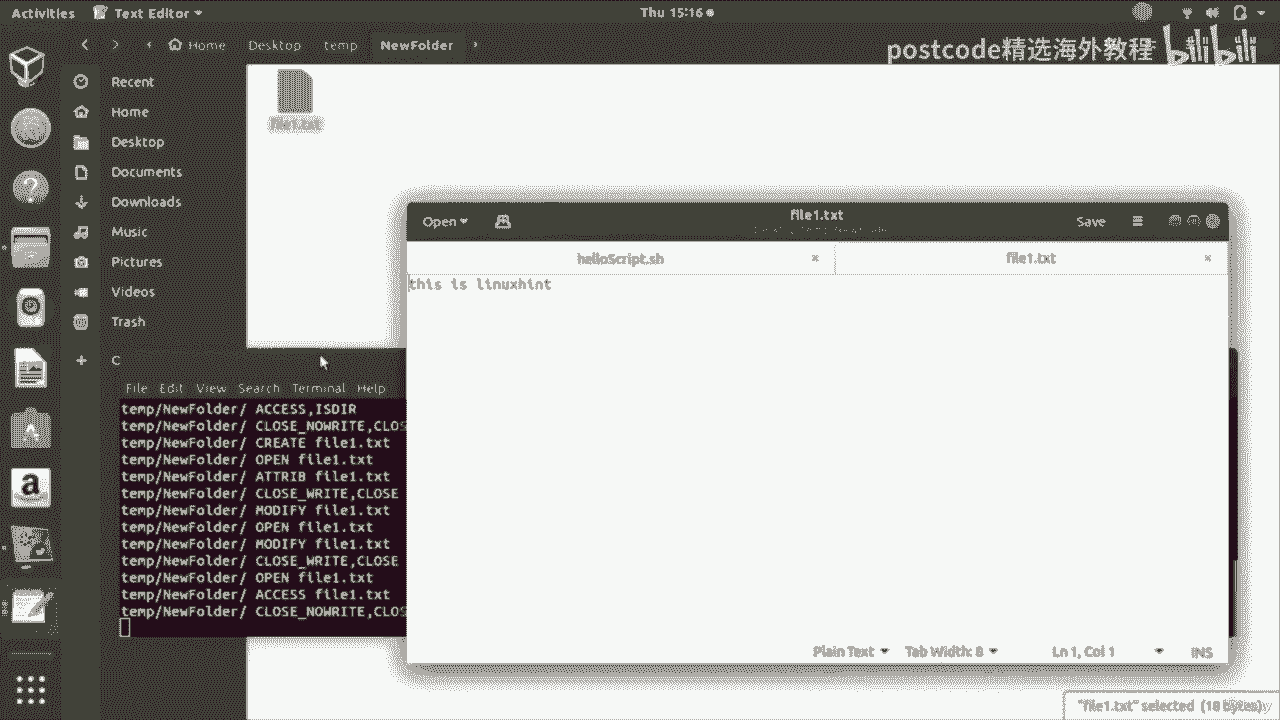 Activities Text Editor Thu 15:16
Home Desktop temp NewFolder
postcode精选海外教程 bilibili
Recent
Home
Desktop
Documents
Downloads
Music
Pictures
Videos
Trash
C
file1.txt
Open file1.txt Save
helloScript.sh × file1.txt ×
this is linuxhint
File Edit View Search Terminal Help
temp/NewFolder/ ACCESS,ISDIR
temp/NewFolder/ CLOSE_NOWRITE,CLOS
temp/NewFolder/ CREATE file1.txt
temp/NewFolder/ OPEN file1.txt
temp/NewFolder/ ATTRIB file1.txt
temp/NewFolder/ CLOSE_WRITE,CLOSE
temp/NewFolder/ MODIFY file1.txt
temp/NewFolder/ OPEN file1.txt
temp/NewFolder/ MODIFY file1.txt
temp/NewFolder/ CLOSE_WRITE,CLOSE
temp/NewFolder/ OPEN file1.txt
temp/NewFolder/ ACCESS file1.txt
temp/NewFolder/ CLOSE_NOWRITE,CLOS
Plain Text Tab Width: 8 Ln 1, Col 1 INS
"file1.txt" selected (18 bytes)